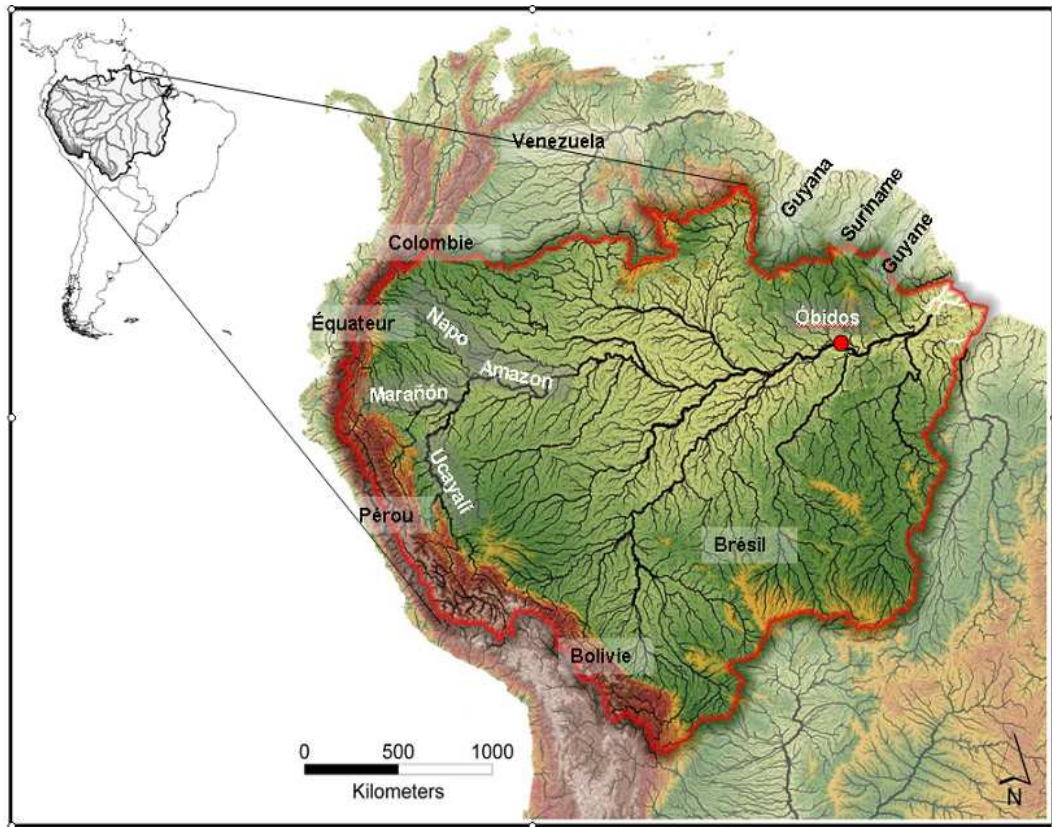 Venezuela
Guyana
Suriname
Guyane
Colombie
Équateur
Napo
Óbidos
Amazon
Marañón
Ucayali
Pérou
Brésil
Bolivie
0 500 1000
Kilometers
N